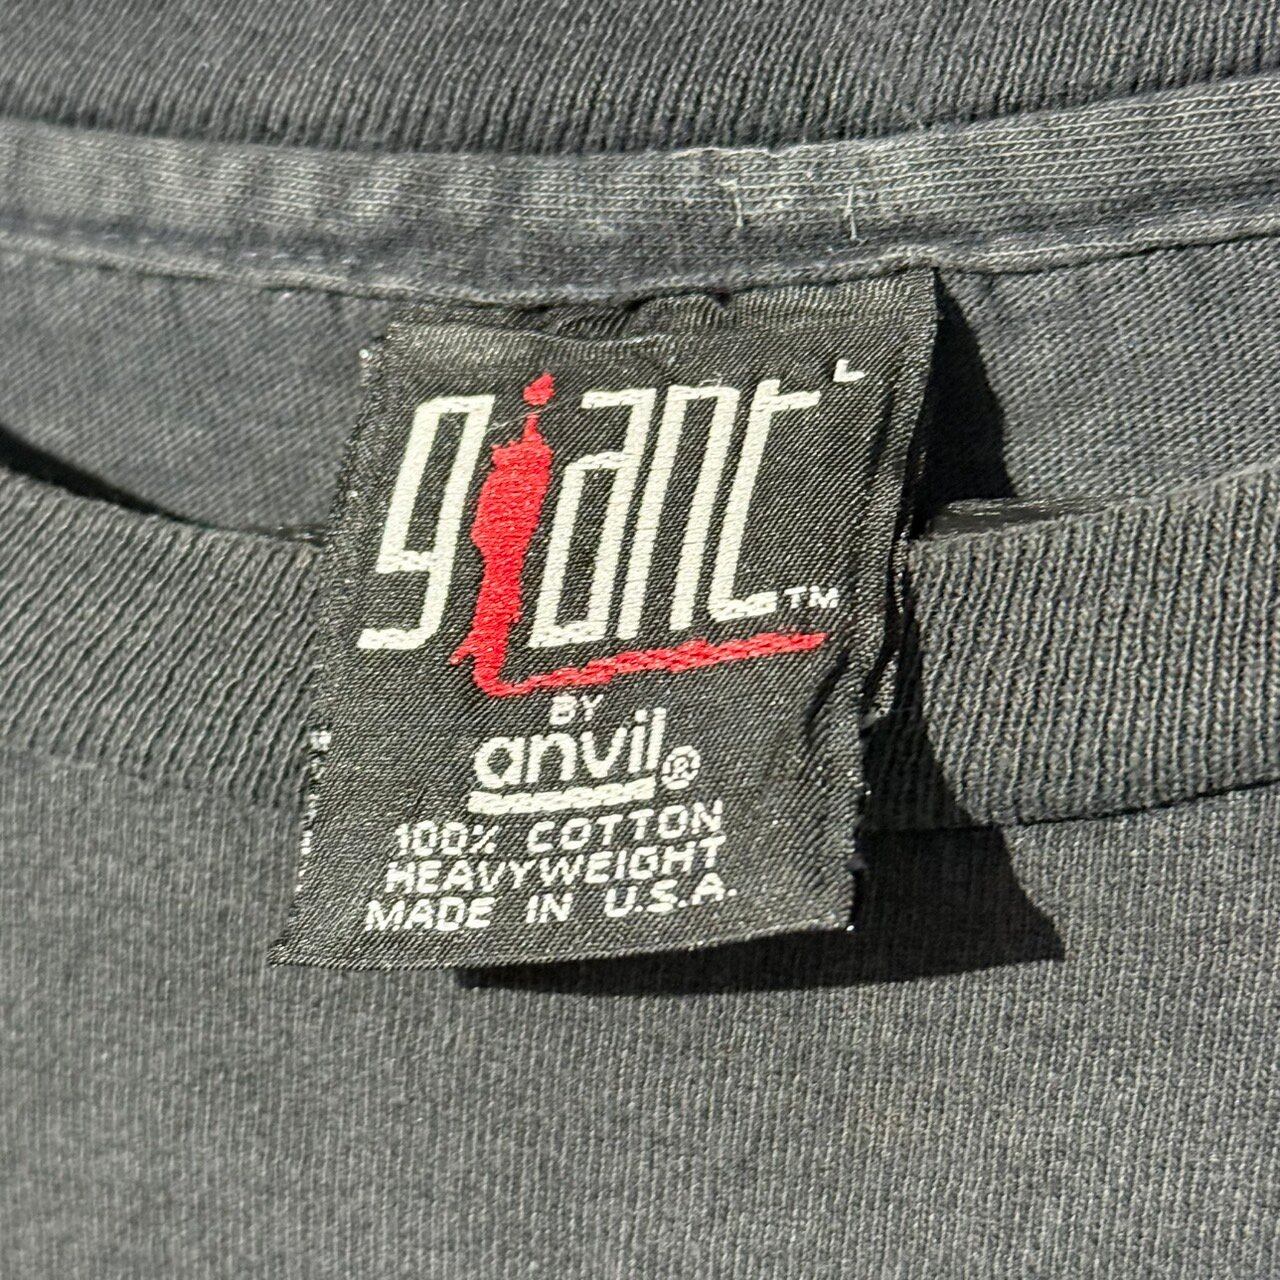 giant L
TM
BY
anvil®
100% COTTON
HEAVYWEIGHT
MADE IN U.S.A.